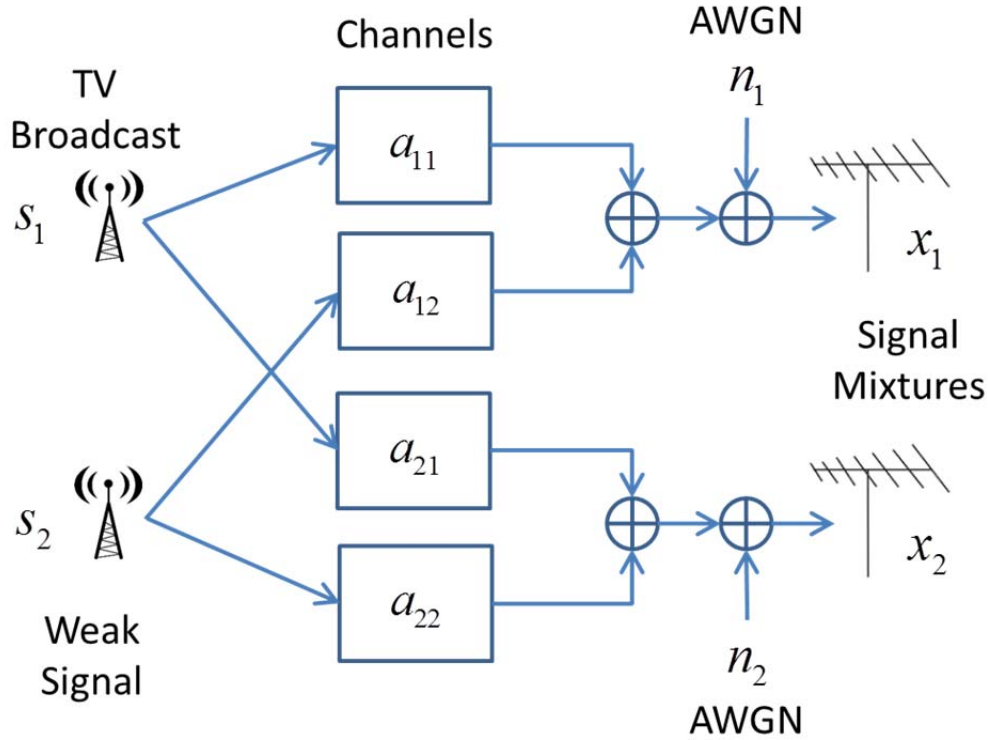 Channels
AWGN
n₁
TV
Broadcast
s₁
a₁₁
a₁₂
x₁
Signal
Mixtures
a₂₁
s₂
x₂
a₂₂
Weak
Signal
n₂
AWGN